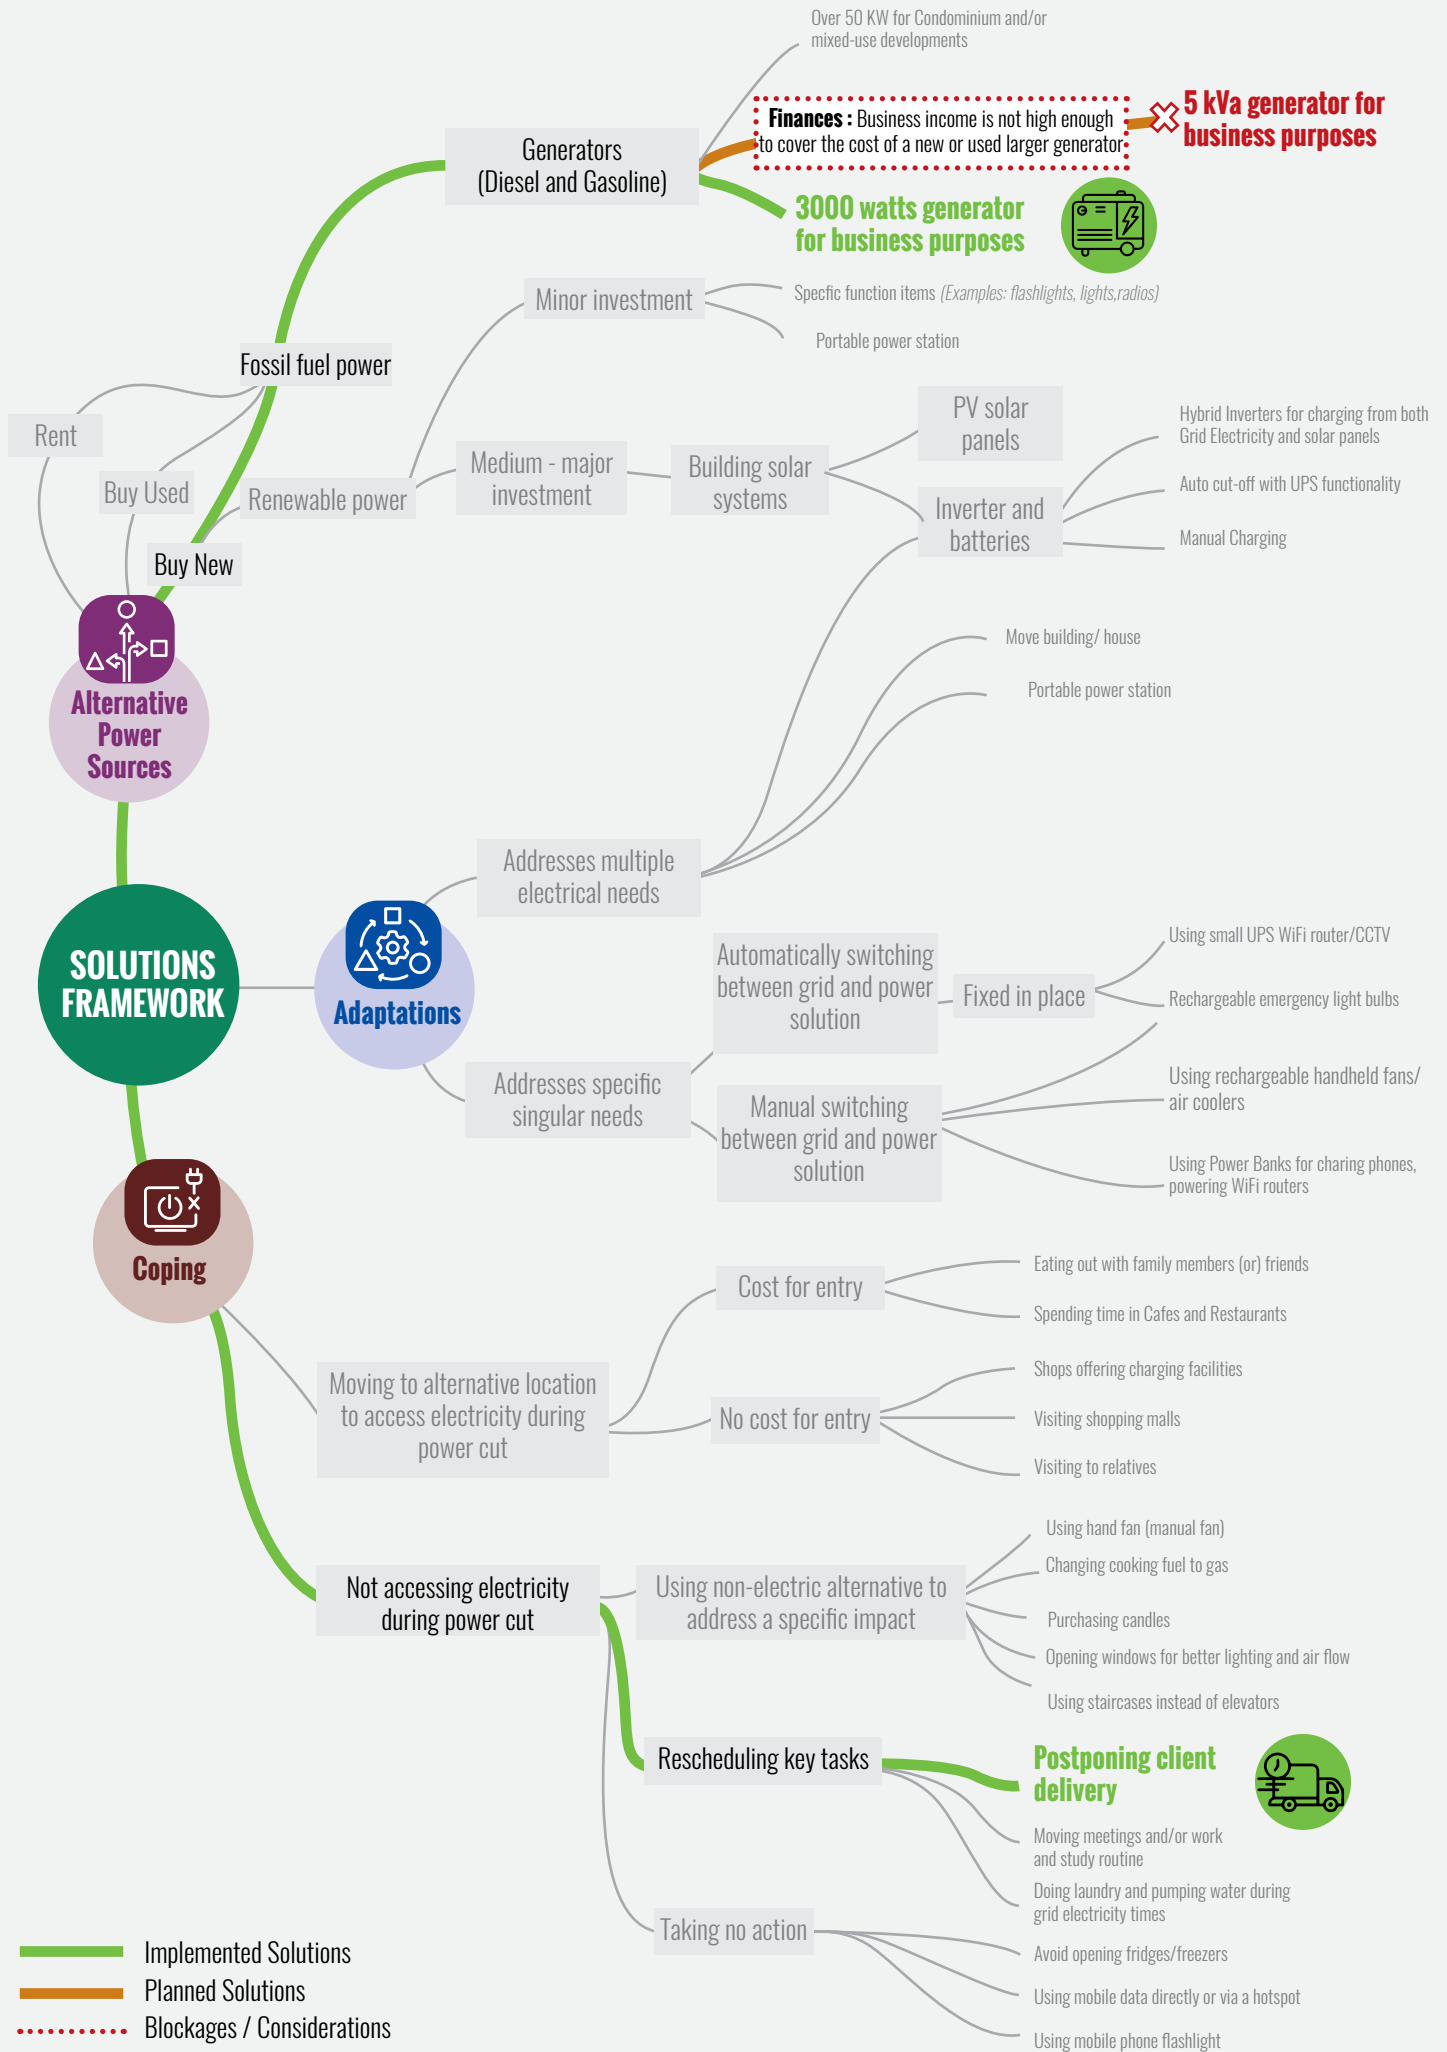 Over 50 KW for Condominium and/or
mixed-use developments
Finances : Business income is not high enough
to cover the cost of a new or used larger generator
5 kVa generator for
business purposes
Generators
(Diesel and Gasoline)
3000 watts generator
for business purposes
Minor investment
Specfic function items (Examples: flashlights, lights,radios)
Portable power station
Fossil fuel power
Rent
Buy Used
Renewable power
Medium - major
investment
Building solar
systems
PV solar
panels
Inverter and
batteries
Hybrid Inverters for charging from both
Grid Electricity and solar panels
Auto cut-off with UPS functionality
Manual Charging
Buy New
Alternative
Power
Sources
Move building/ house
Portable power station
Addresses multiple
electrical needs
SOLUTIONS
FRAMEWORK
Adaptations
Automatically switching
between grid and power
solution
Fixed in place
Using small UPS WiFi router/CCTV
Rechargeable emergency light bulbs
Addresses specific
singular needs
Manual switching
between grid and power
solution
Using rechargeable handheld fans/
air coolers
Using Power Banks for charing phones,
powering WiFi routers
Coping
Cost for entry
Eating out with family members (or) friends
Spending time in Cafes and Restaurants
Moving to alternative location
to access electricity during
power cut
No cost for entry
Shops offering charging facilities
Visiting shopping malls
Visiting to relatives
Not accessing electricity
during power cut
Using non-electric alternative to
address a specific impact
Using hand fan (manual fan)
Changing cooking fuel to gas
Purchasing candles
Opening windows for better lighting and air flow
Using staircases instead of elevators
Rescheduling key tasks
Postponing client
delivery
Moving meetings and/or work
and study routine
Doing laundry and pumping water during
grid electricity times
Taking no action
Avoid opening fridges/freezers
Using mobile data directly or via a hotspot
Using mobile phone flashlight
Implemented Solutions
Planned Solutions
Blockages / Considerations